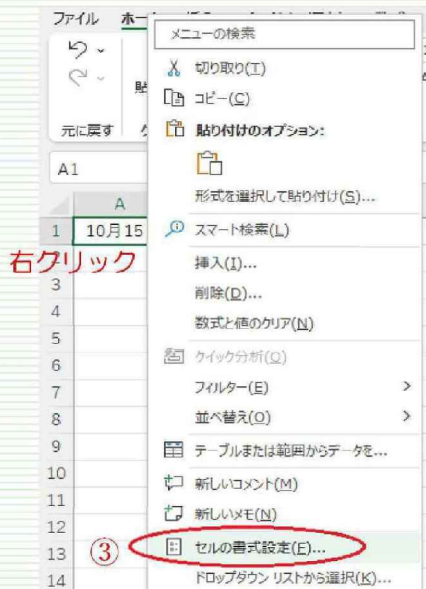 ファイル ホー
メニューの検索
切り取り(T)
コピー(C)
元に戻す
貼り付けのオプション:
A1
形式を選択して貼り付け(S)...
A
1 10月15
スマート検索(L)
右クリック
挿入(I)...
3
削除(D)...
4
数式と値のクリア(N)
5
6
クイック分析(Q)
7
フィルター(E)
8
並べ替え(O)
9
テーブルまたは範囲からデータを...
10
新しいコメント(M)
11
新しいメモ(N)
12
13
③ セルの書式設定(F)...
14
ドロップダウン リストから選択(K)...